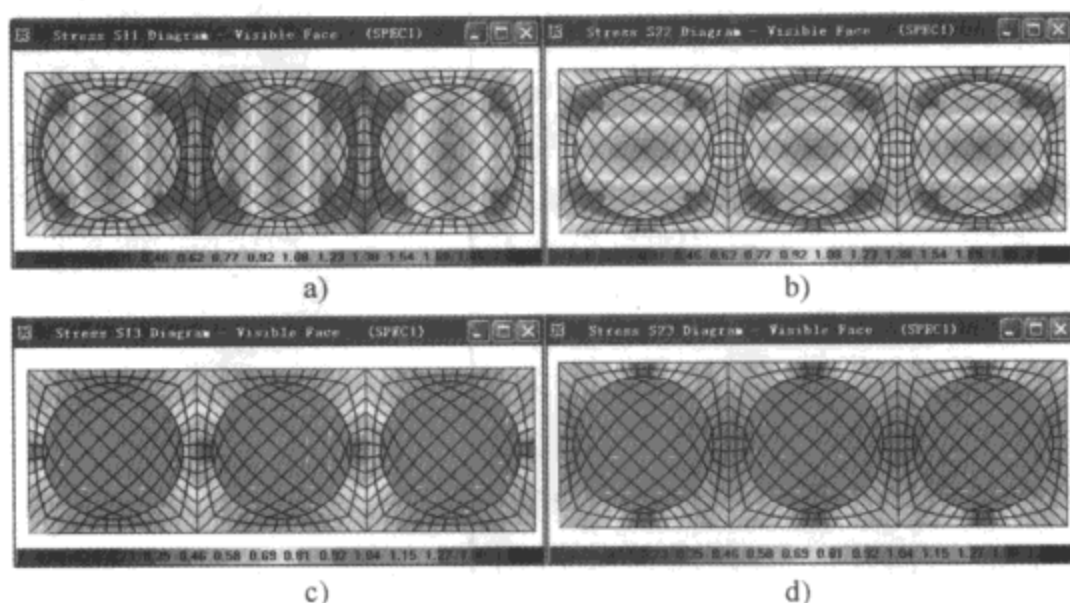 Stress S11 Diagram - Visible Face (SPEC1)
Stress S22 Diagram - Visible Face (SPEC1)
0.46 0.62 0.77 0.92 1.08 1.23 1.38 1.54
0.46 0.62 0.77 0.92 1.08 1.23 1.38 1.54
a)
b)
Stress S13 Diagram - Visible Face (SPEC1)
Stress S23 Diagram - Visible Face (SPEC1)
0.46 0.58 0.69 0.81 0.92 1.04 1.15 1.27
0.46 0.58 0.69 0.81 0.92 1.04 1.15 1.27
c)
d)